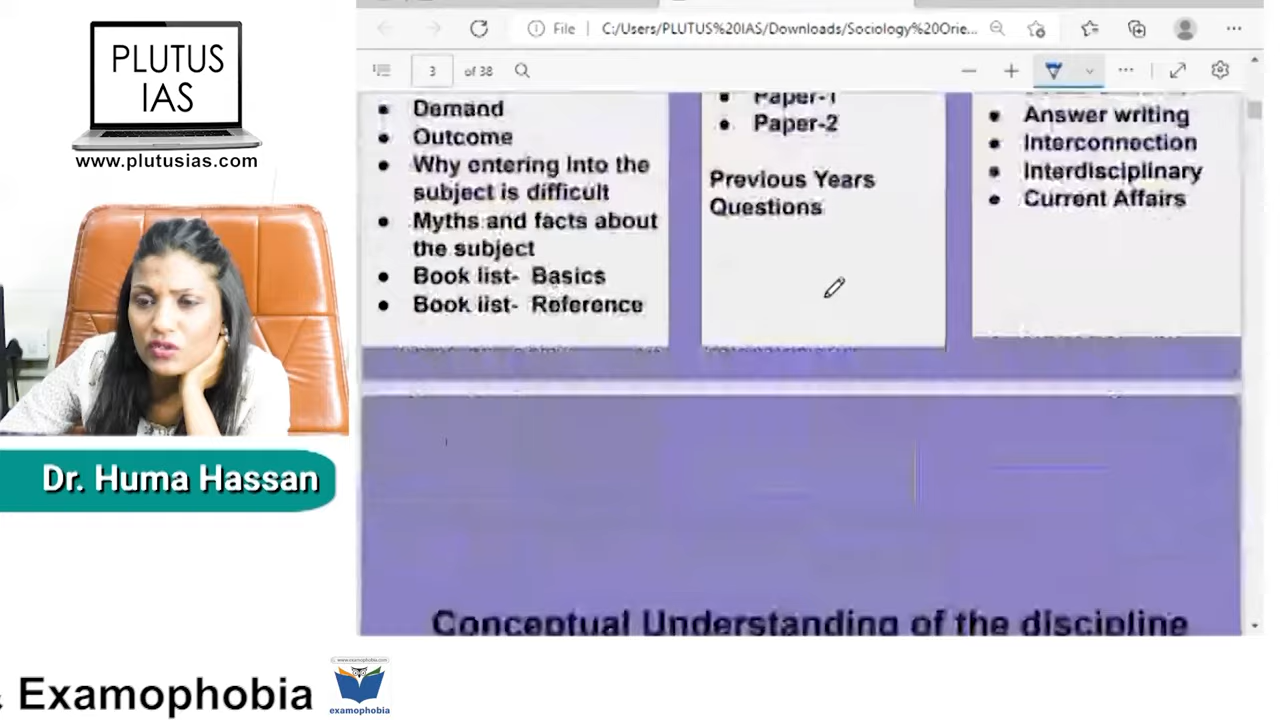 PLUTUS
IAS
www.plutusias.com
Dr. Huma Hassan
File
C:/Users/PLUTUS%20IAS/Downloads/Sociology%20Orie...
3
of 38
• Demand
• Outcome
• Why entering into the
subject is difficult
• Myths and facts about
the subject
• Book list- Basics
• Book list- Reference
• Paper-1
• Paper-2
Previous Years
Questions
• Answer writing
• Interconnection
• Interdisciplinary
• Current Affairs
Conceptual Understanding of the discipline
Examophobia
www.examophobia.com
examophobia